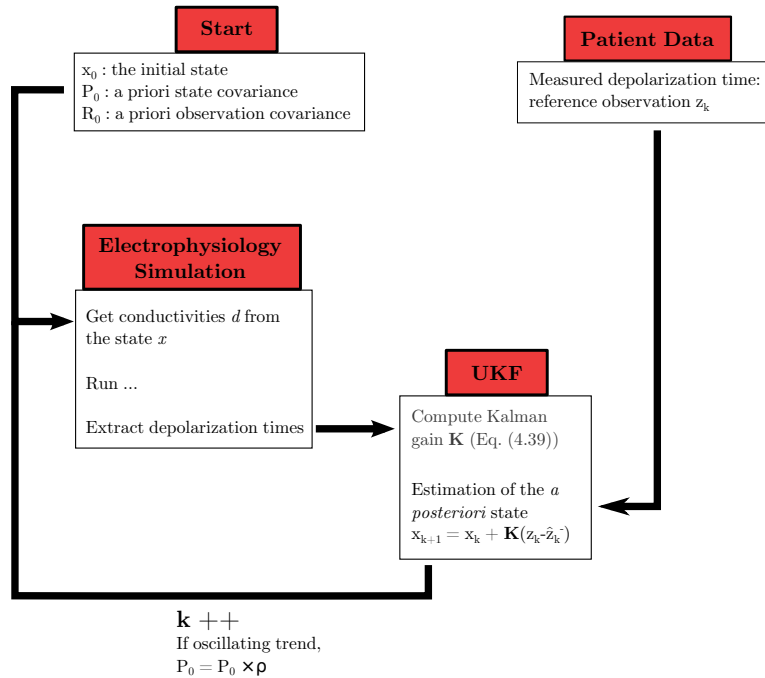 Start
x₀ : the initial state
P₀ : a priori state covariance
R₀ : a priori observation covariance
Patient Data
Measured depolarization time:
reference observation zₖ
Electrophysiology
Simulation
Get conductivities d from
the state x
Run ...
Extract depolarization times
UKF
Compute Kalman
gain K (Eq. (4.39))
Estimation of the a
posteriori state
xₖ₊₁ = xₖ + K(zₖ-ẑₖ⁻)
k ++
If oscillating trend,
P₀ = P₀ ×ρ